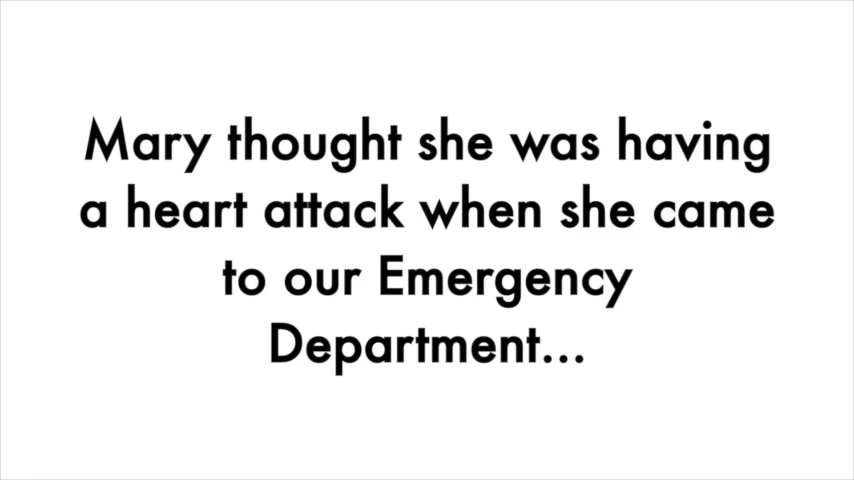 Mary thought she was having
a heart attack when she came
to our Emergency
Department...